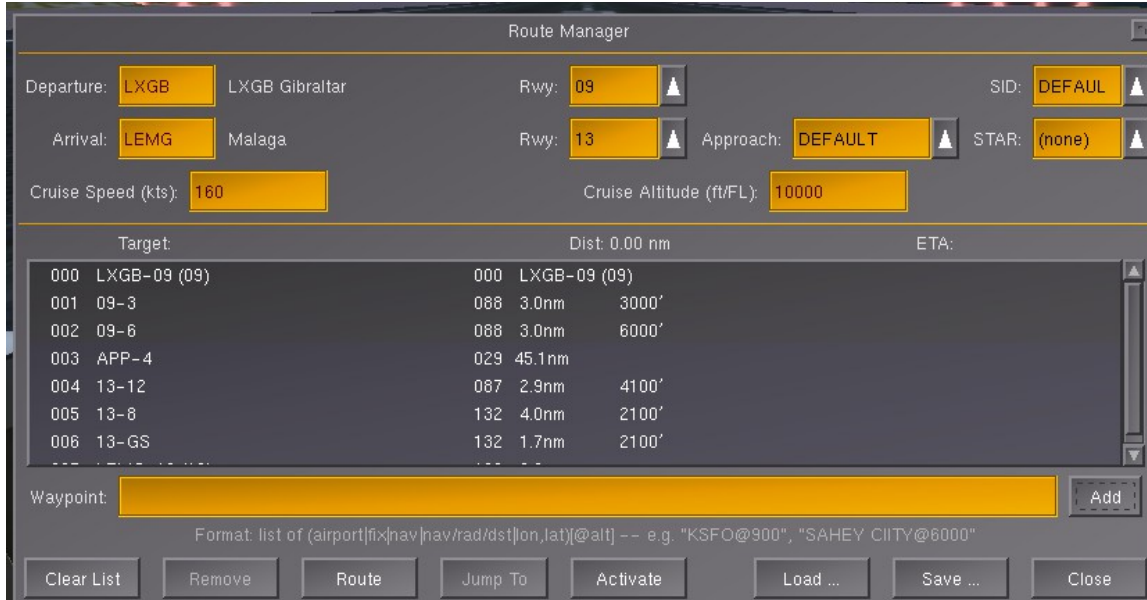 Route Manager
Departure: LXGB LXGB Gibraltar Rwy: 09 SID: DEFAUL
Arrival: LEMG Malaga Rwy: 13 Approach: DEFAULT STAR: (none)
Cruise Speed (kts): 160 Cruise Altitude (ft/FL): 10000
Target: Dist: 0.00 nm ETA:
000 LXGB-09 (09) 000 LXGB-09 (09)
001 09-3 088 3.0nm 3000'
002 09-6 088 3.0nm 6000'
003 APP-4 029 45.1nm
004 13-12 087 2.9nm 4100'
005 13-8 132 4.0nm 2100'
006 13-GS 132 1.7nm 2100'
Waypoint: Add
Format: list of (airport|fix|nav|nav/rad/dst|lon,lat)[@alt] -- e.g. "KSFO@900", "SAHEY CIITY@6000"
Clear List Remove Route Jump To Activate Load ... Save ... Close